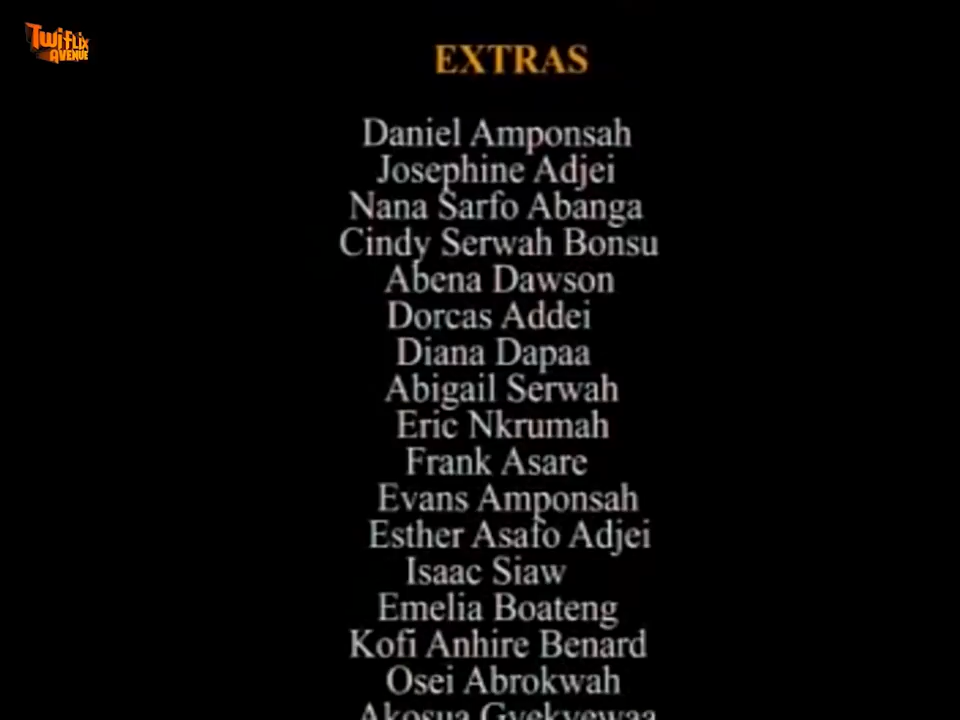 Twiflix
Avenue
EXTRAS
Daniel Amponsah
Josephine Adjei
Nana Sarfo Abanga
Cindy Serwah Bonsu
Abena Dawson
Dorcas Addei
Diana Dapaa
Abigail Serwah
Eric Nkrumah
Frank Asare
Evans Amponsah
Esther Asafo Adjei
Isaac Siaw
Emelia Boateng
Kofi Anhire Benard
Osei Abrokwah
Akosua Gyekyewaa